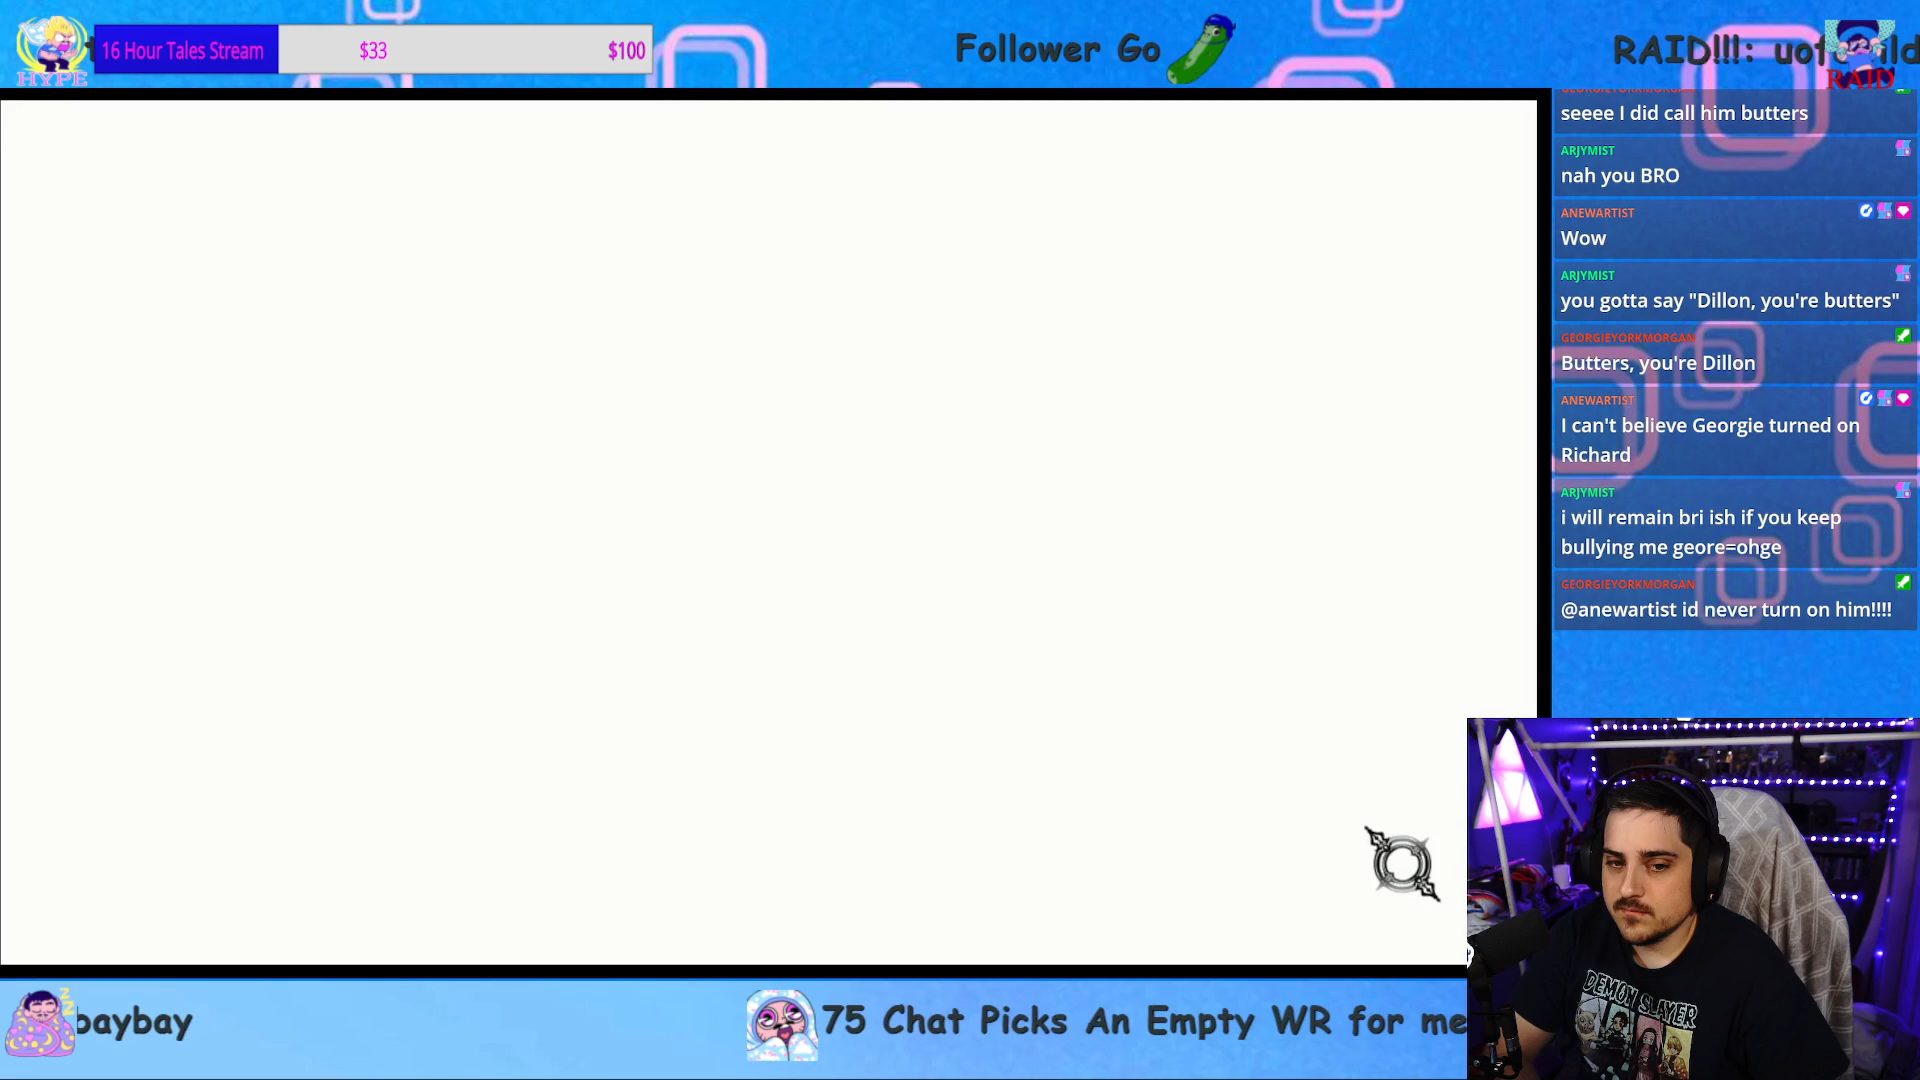 HYPE
16 Hour Tales Stream $33 $100
Follower Go
RAID!!!:
RAID
GEORGIEYORKMORGAN
seeee I did call him butters
ARJYMIST
nah you BRO
ANEWARTIST
Wow
ARJYMIST
you gotta say "Dillon, you're butters"
GEORGIEYORKMORGAN
Butters, you're Dillon
ANEWARTIST
I can't believe Georgie turned on
Richard
ARJYMIST
i will remain bri ish if you keep
bullying me geore=ohge
GEORGIEYORKMORGAN
@anewartist id never turn on him!!!!
DEMON SLAYER
baybay
75 Chat Picks An Empty WR for me